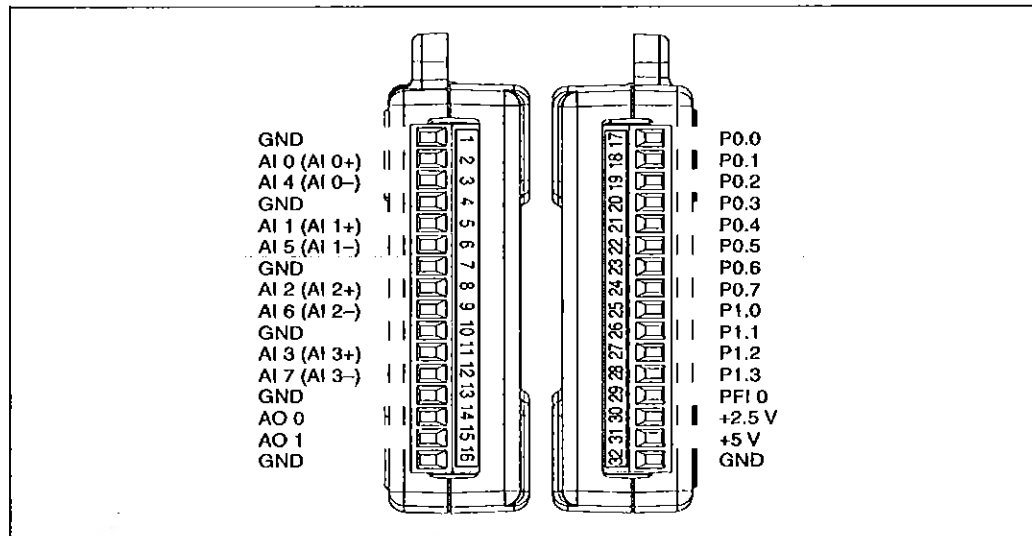 GND 1
AI 0 (AI 0+) 2
AI 4 (AI 0–) 3
GND 4
AI 1 (AI 1+) 5
AI 5 (AI 1–) 6
GND 7
AI 2 (AI 2+) 8
AI 6 (AI 2–) 9
GND 10
AI 3 (AI 3+) 11
AI 7 (AI 3–) 12
GND 13
AO 0 14
AO 1 15
GND 16
17 P0.0
18 P0.1
19 P0.2
20 P0.3
21 P0.4
22 P0.5
23 P0.6
24 P0.7
25 P1.0
26 P1.1
27 P1.2
28 P1.3
29 PFI 0
30 +2.5 V
31 +5 V
32 GND